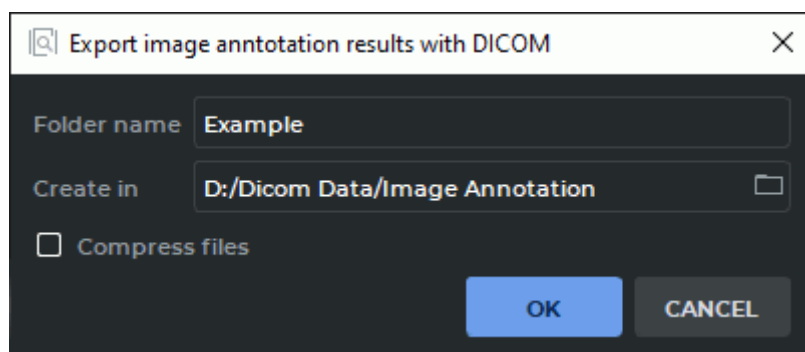 Export image anntotation results with DICOM
Folder name Example
Create in D:/Dicom Data/Image Annotation
Compress files
OK CANCEL